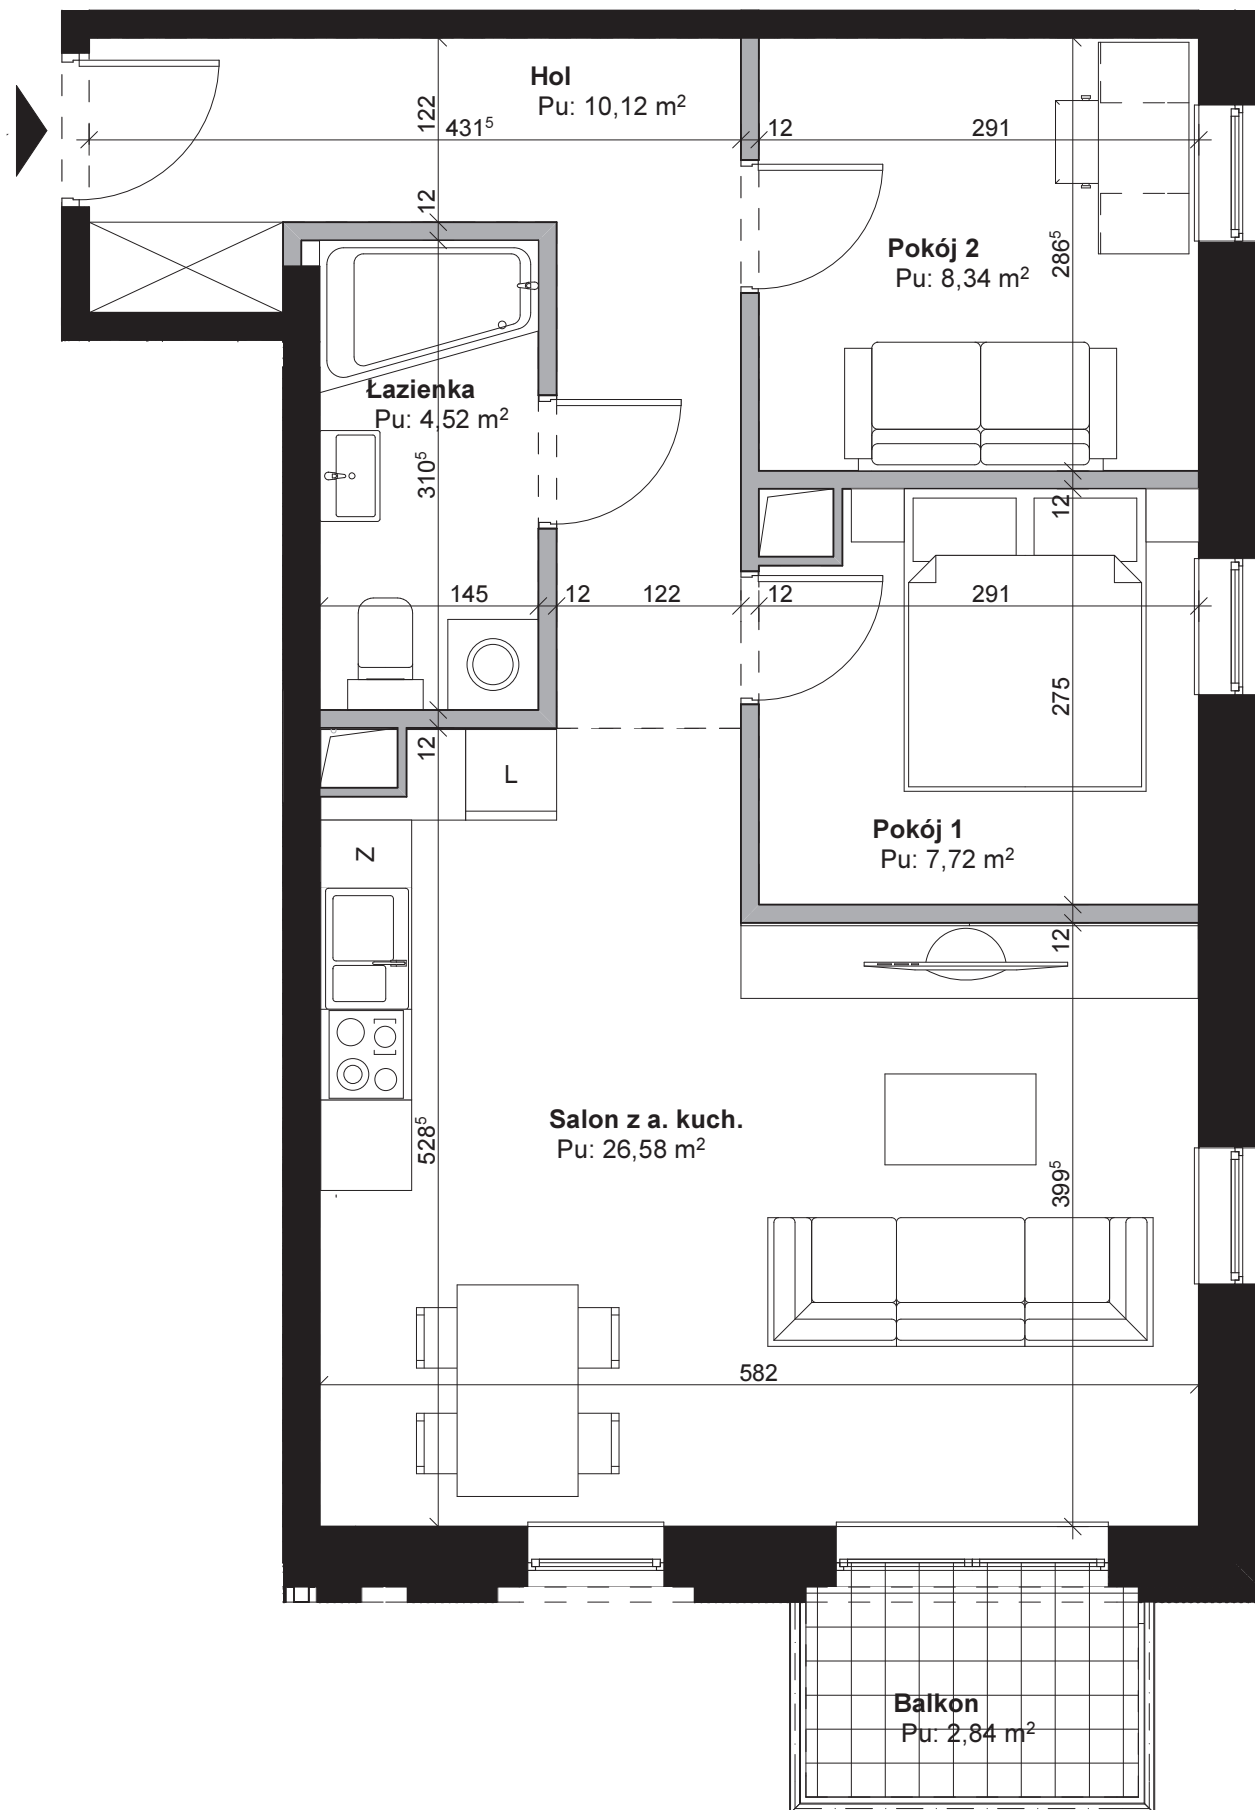 Hol
Pu: 10,12 m²
122
431⁵
12
291
12
Pokój 2
Pu: 8,34 m²
286⁵
Łazienka
Pu: 4,52 m²
310⁵
12
145
12
122
12
291
275
12
L
Z
Pokój 1
Pu: 7,72 m²
12
Salon z a. kuch.
Pu: 26,58 m²
528⁵
399⁵
582
Balkon
Pu: 2,84 m²